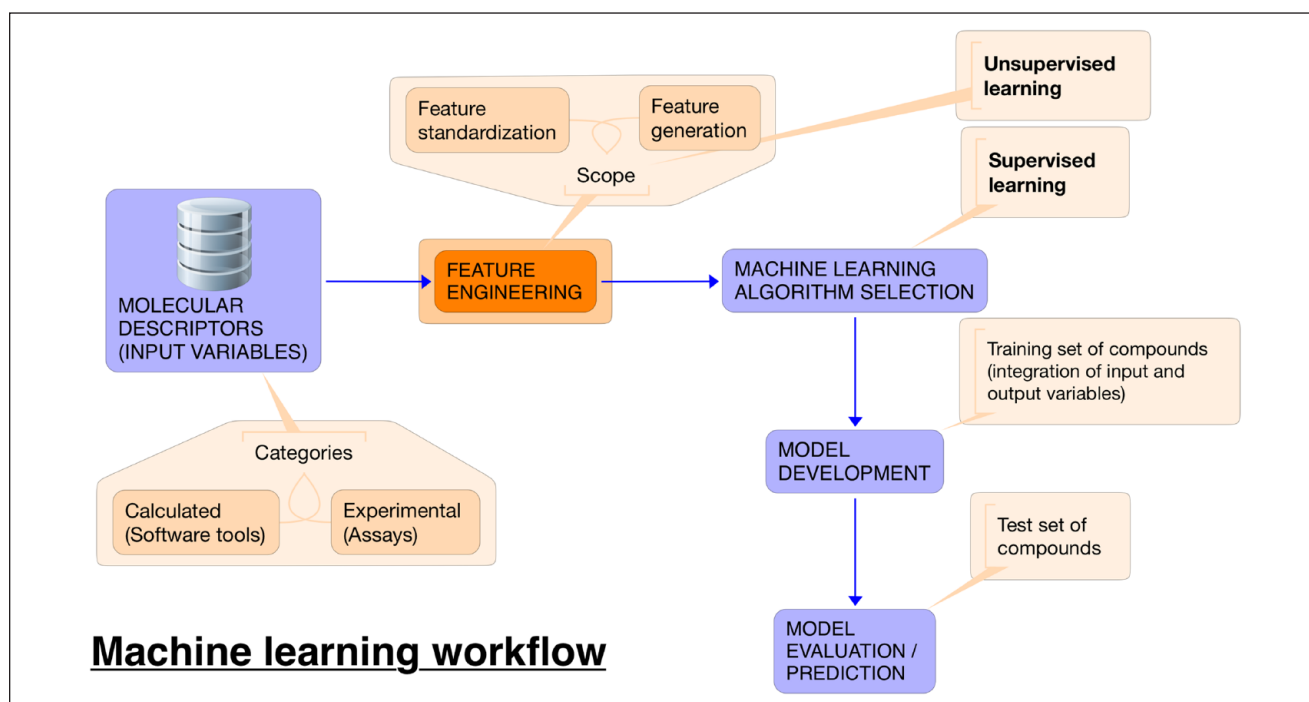 Unsupervised
learning
Feature
standardization
Feature
generation
Scope
Supervised
learning
MOLECULAR
DESCRIPTORS
(INPUT VARIABLES)
FEATURE
ENGINEERING
MACHINE LEARNING
ALGORITHM SELECTION
Training set of compounds
(integration of input and
output variables)
Categories
Calculated
(Software tools)
Experimental
(Assays)
MODEL
DEVELOPMENT
Test set of
compounds
MODEL
EVALUATION /
PREDICTION
Machine learning workflow